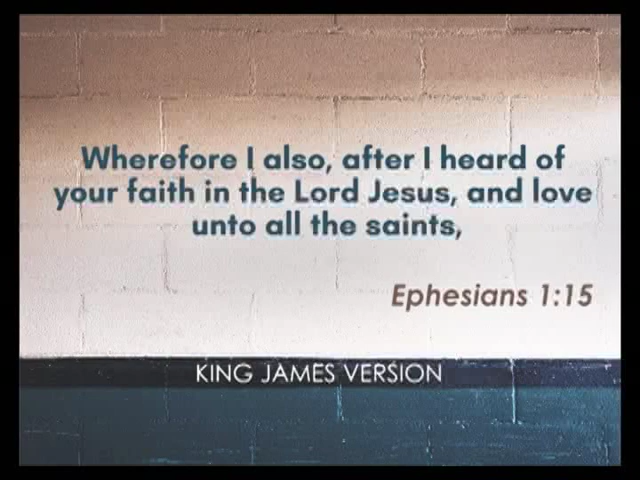 Wherefore I also, after I heard of
your faith in the Lord Jesus, and love
unto all the saints,
Ephesians 1:15
KING JAMES VERSION